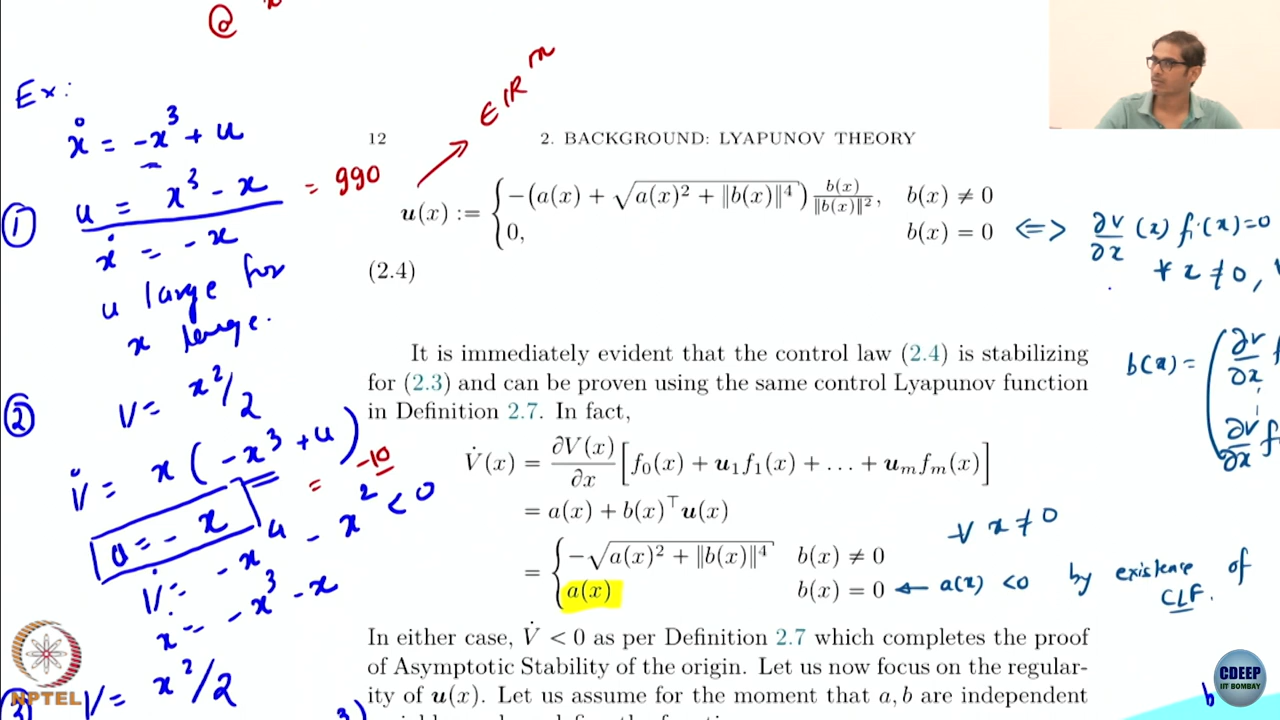 @
Ex:
ẋ = -x³ + u
① u = x³ - x = 990
ẋ = - x
u large for
x large.
② V = x²/2
V̇ = x ( -x³ + u )
= -10
u = - x
V̇ = - x⁴ - x² < 0
ẋ = - x³ - x
V = x²/2
∈ ℝᵐ
12 2. BACKGROUND: LYAPUNOV THEORY
u(x) := { -(a(x) + √(a(x)² + ‖b(x)‖⁴)) b(x)/‖b(x)‖², b(x) ≠ 0
0, b(x) = 0 ⟺ ∂V/∂x (x) fᵢ(x) = 0
∀ x ≠ 0,
(2.4)
b(x) = ( ∂V/∂x f
⋮
∂V/∂x f
It is immediately evident that the control law (2.4) is stabilizing
for (2.3) and can be proven using the same control Lyapunov function
in Definition 2.7. In fact,
V̇(x) = ∂V(x)/∂x [ f₀(x) + u₁f₁(x) + … + uₘfₘ(x) ]
= a(x) + b(x)ᵀu(x)
∀ x ≠ 0
= { -√(a(x)² + ‖b(x)‖⁴) b(x) ≠ 0
a(x) b(x) = 0 ← a(x) < 0 by existence of
CLF.
In either case, V̇ < 0 as per Definition 2.7 which completes the proof
of Asymptotic Stability of the origin. Let us now focus on the regular-
ity of u(x). Let us assume for the moment that a, b are independent
b
NPTEL
CDEEP
IIT BOMBAY